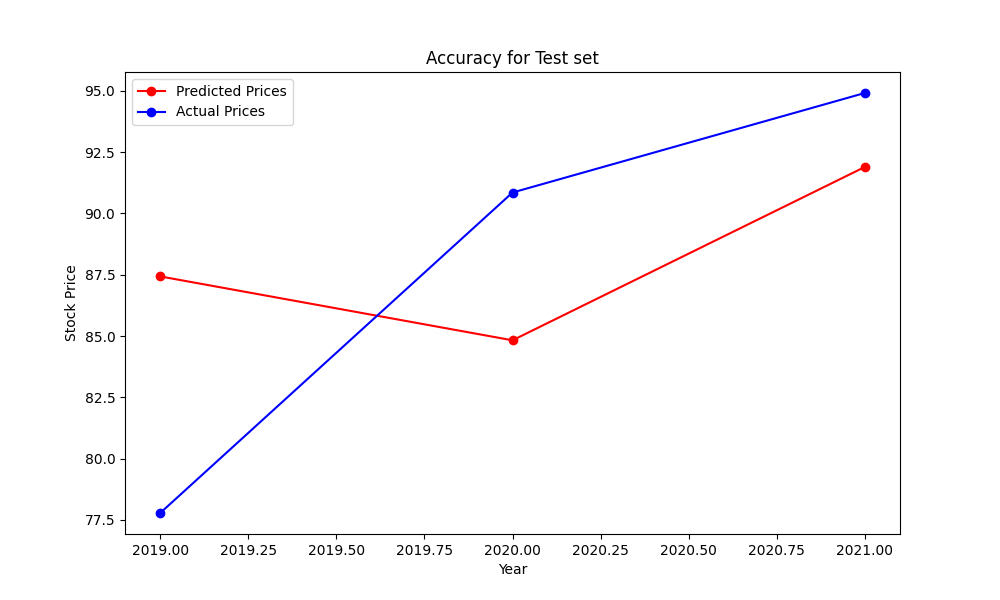 Accuracy for Test set
Predicted Prices
Actual Prices
95.0
92.5
90.0
87.5
85.0
82.5
80.0
77.5
Stock Price
2019.00 2019.25 2019.50 2019.75 2020.00 2020.25 2020.50 2020.75 2021.00
Year